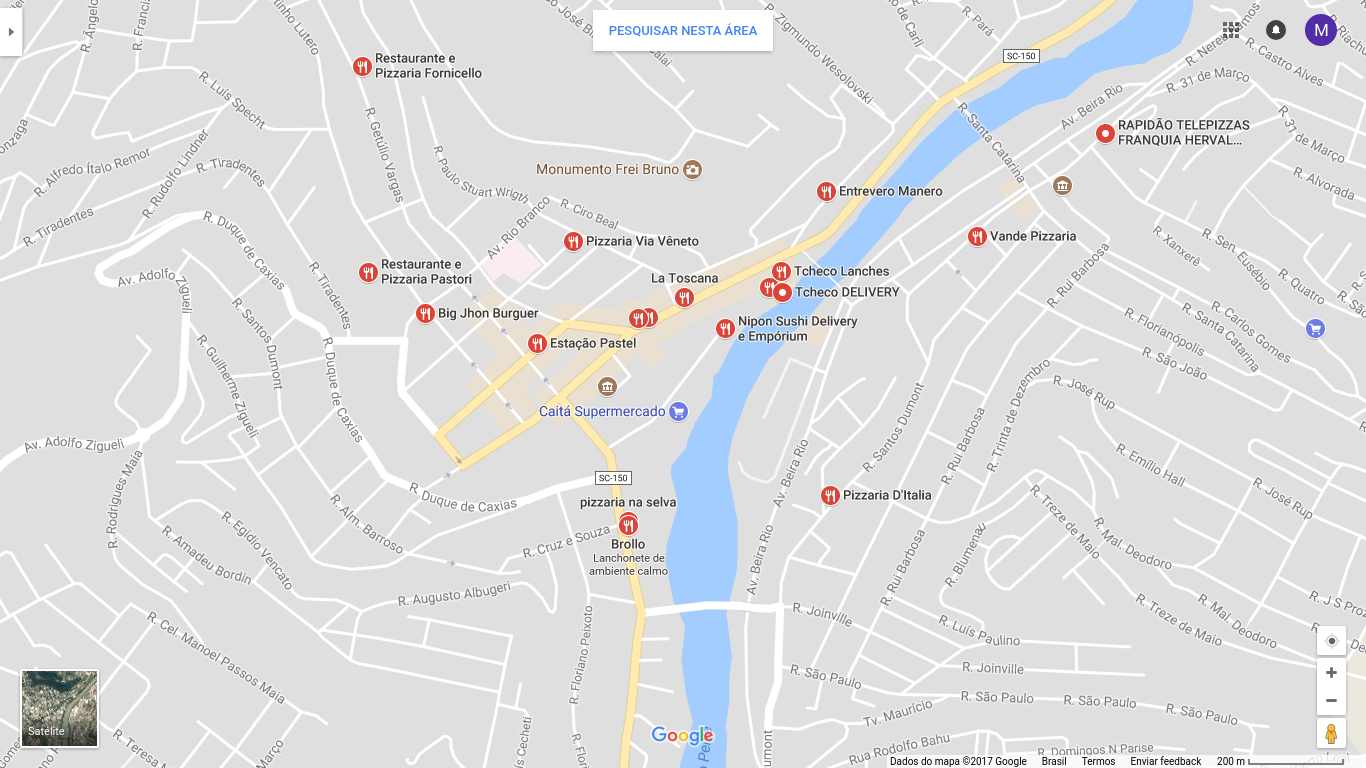 PESQUISAR NESTA ÁREA
M
SC-150
Restaurante e
Pizzaria Fornicello
RAPIDÃO TELEPIZZAS
FRANQUIA HERVAL...
Monumento Frei Bruno
Entrevero Manero
Pizzaria Via Vêneto
Vande Pizzaria
Restaurante e
Pizzaria Pastori
La Toscana
Tcheco Lanches
Tcheco DELIVERY
Big Jhon Burguer
Nipon Sushi Delivery
e Empórium
Estação Pastel
Caitá Supermercado
SC-150
pizzaria na selva
Brollo
Lanchonete de
ambiente calmo
Pizzaria D'Italia
R. Getúlio Vargas
R. Luís Specht
R. Alfredo Ítalo Remor
R. Rudolfo Lindner
R. Tiradentes
R. Tiradentes
R. Tiradentes
R. Duque de Caxias
R. Duque de Caxias
R. Duque de Caxias
R. Paulo Stuart Wrigth
R. Ciro Beal
Av. Rio Branco
P. Zigmundo Wesolovski
R. Pará
R. Santa Catarina
Av. Beira Rio
R. 31 de Março
R. Castro Alves
R. 31 de Março
R. Alvorada
R. Xanxerê
R. Sen. Euzébio
R. Quadros
R. Carlos Gomes
R. Santa Catarina
R. Florianópolis
R. São João
R. Rui Barbosa
R. Rui Barbosa
R. Rui Barbosa
R. Trinta de Dezembro
R. José Rup
R. José Rup
R. Emílio Hall
R. Santos Dumont
R. Santos Dumont
Av. Adolfo
Zigueli
Av. Adolfo Zigueli
R. Guilherme Zigueli
R. Rodrigues Maia
R. Alm. Barroso
R. Egídio Vencato
R. Amadeu Bordin
R. Cruz e Souza
R. Augusto Albugeri
R. Cel. Manoel Passos Maia
R. Floriano Peixoto
Av. Beira Rio
Av. Beira Rio
R. Blumenau
R. Treze de Maio
R. Treze de Maio
R. Mal. Deodoro
R. Mal. Deodoro
R. Joinville
R. Joinville
R. Luís Paulino
R. São Paulo
R. São Paulo
R. São Paulo
R. São Paulo
Tv. Maurício
Rua Rodolfo Bahu
R. Domingos N Parise
Satélite
Google
Dados do mapa ©2017 Google
Brasil
Termos
Enviar feedback
200 m